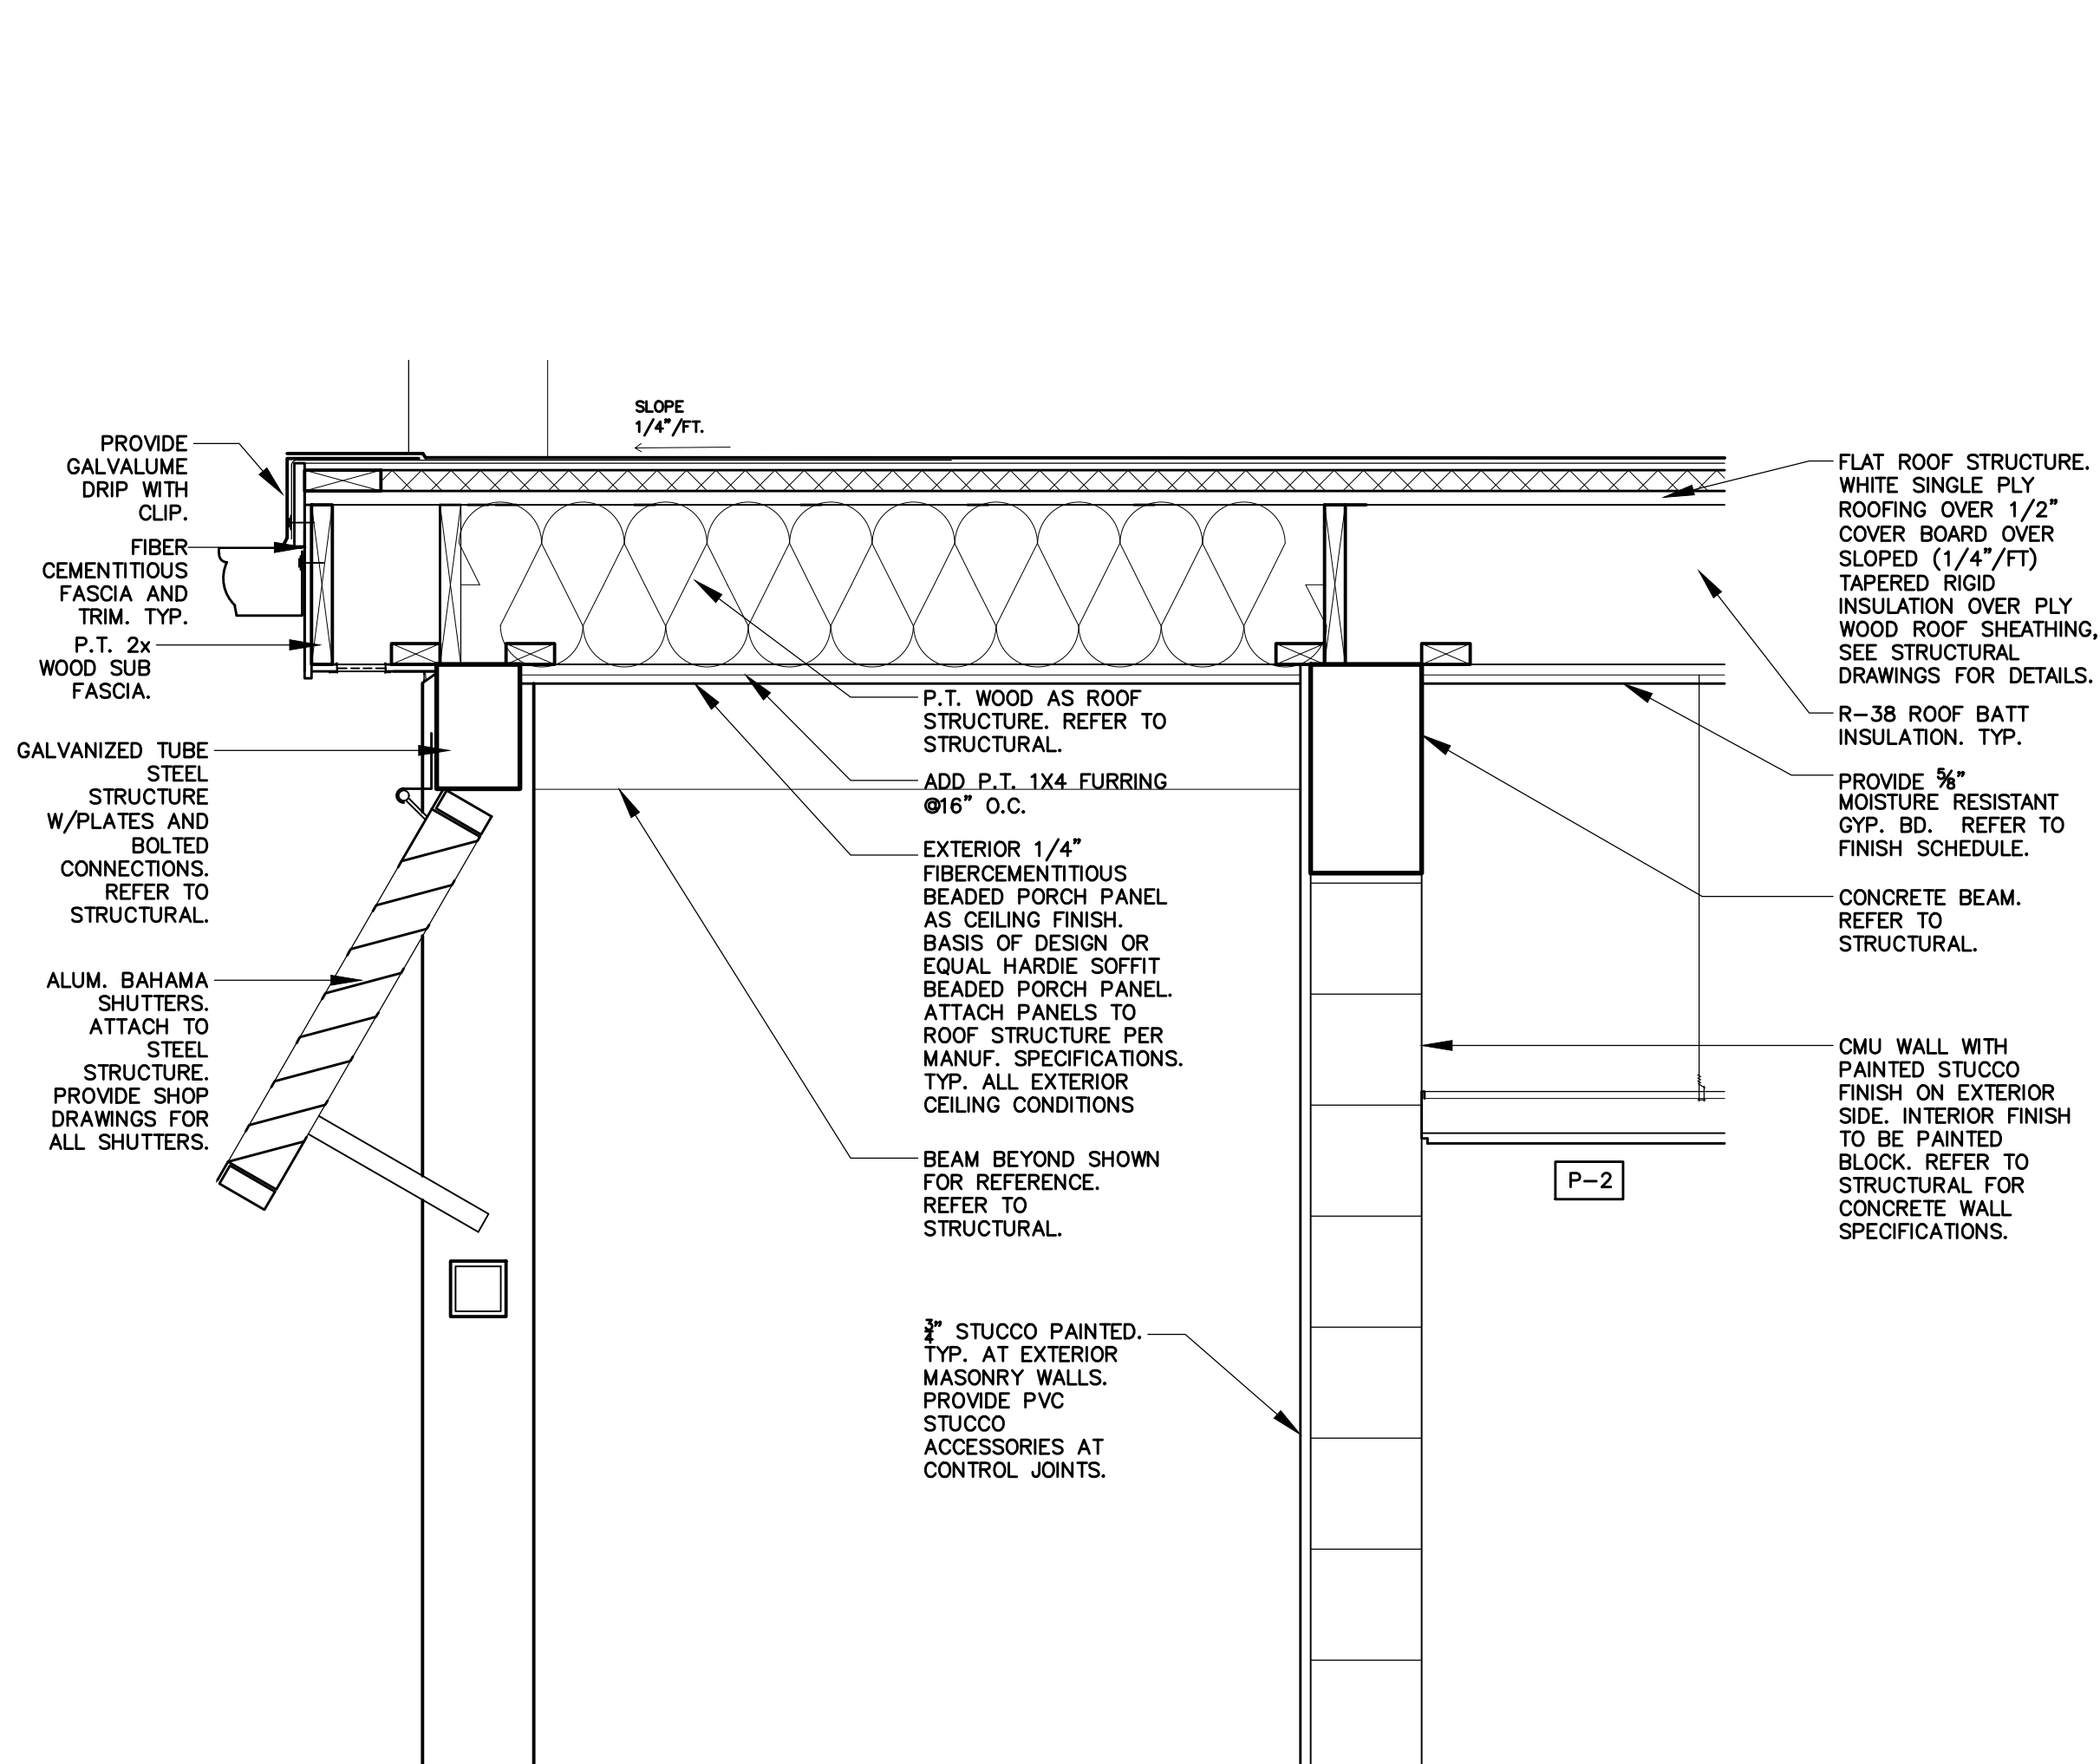 SLOPE
1/4"/FT.
PROVIDE
GALVALUME
DRIP WITH
CLIP.
FIBER
CEMENTITIOUS
FASCIA AND
TRIM. TYP.
P.T. 2x
WOOD SUB
FASCIA.
GALVANIZED TUBE
STEEL
STRUCTURE
W/PLATES AND
BOLTED
CONNECTIONS.
REFER TO
STRUCTURAL.
ALUM. BAHAMA
SHUTTERS.
ATTACH TO
STEEL
STRUCTURE.
PROVIDE SHOP
DRAWINGS FOR
ALL SHUTTERS.
P.T. WOOD AS ROOF
STRUCTURE. REFER TO
STRUCTURAL.
ADD P.T. 1X4 FURRING
@16" O.C.
EXTERIOR 1/4"
FIBERCEMENTITIOUS
BEADED PORCH PANEL
AS CEILING FINISH.
BASIS OF DESIGN OR
EQUAL HARDIE SOFFIT
BEADED PORCH PANEL.
ATTACH PANELS TO
ROOF STRUCTURE PER
MANUF. SPECIFICATIONS.
TYP. ALL EXTERIOR
CEILING CONDITIONS
BEAM BEYOND SHOWN
FOR REFERENCE.
REFER TO
STRUCTURAL.
3/4" STUCCO PAINTED.
TYP. AT EXTERIOR
MASONRY WALLS.
PROVIDE PVC
STUCCO
ACCESSORIES AT
CONTROL JOINTS.
FLAT ROOF STRUCTURE.
WHITE SINGLE PLY
ROOFING OVER 1/2"
COVER BOARD OVER
SLOPED (1/4"/FT)
TAPERED RIGID
INSULATION OVER PLY
WOOD ROOF SHEATHING,
SEE STRUCTURAL
DRAWINGS FOR DETAILS.
R-38 ROOF BATT
INSULATION. TYP.
PROVIDE 5/8"
MOISTURE RESISTANT
GYP. BD. REFER TO
FINISH SCHEDULE.
CONCRETE BEAM.
REFER TO
STRUCTURAL.
CMU WALL WITH
PAINTED STUCCO
FINISH ON EXTERIOR
SIDE. INTERIOR FINISH
TO BE PAINTED
BLOCK. REFER TO
STRUCTURAL FOR
CONCRETE WALL
SPECIFICATIONS.
P-2